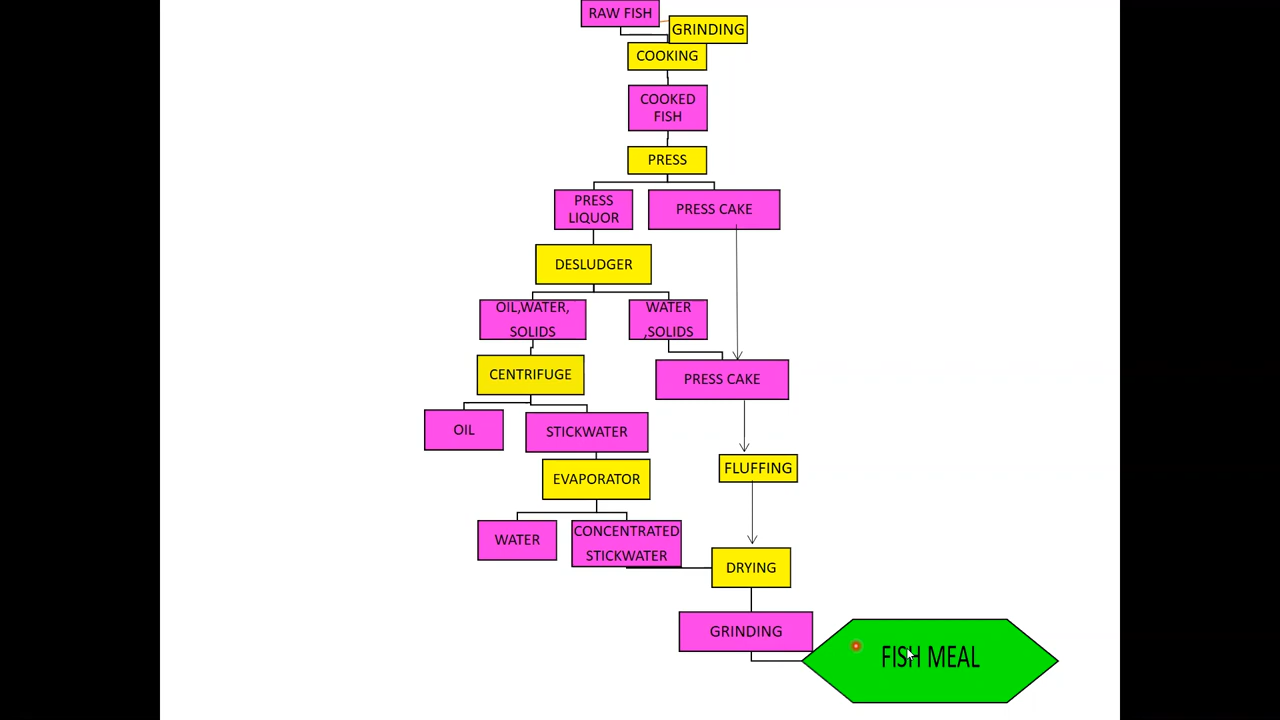 RAW FISH
GRINDING
COOKING
COOKED
FISH
PRESS
PRESS
LIQUOR
PRESS CAKE
DESLUDGER
OIL,WATER,
SOLIDS
WATER
,SOLIDS
CENTRIFUGE
PRESS CAKE
OIL
STICKWATER
FLUFFING
EVAPORATOR
WATER
CONCENTRATED
STICKWATER
DRYING
GRINDING
FISH MEAL